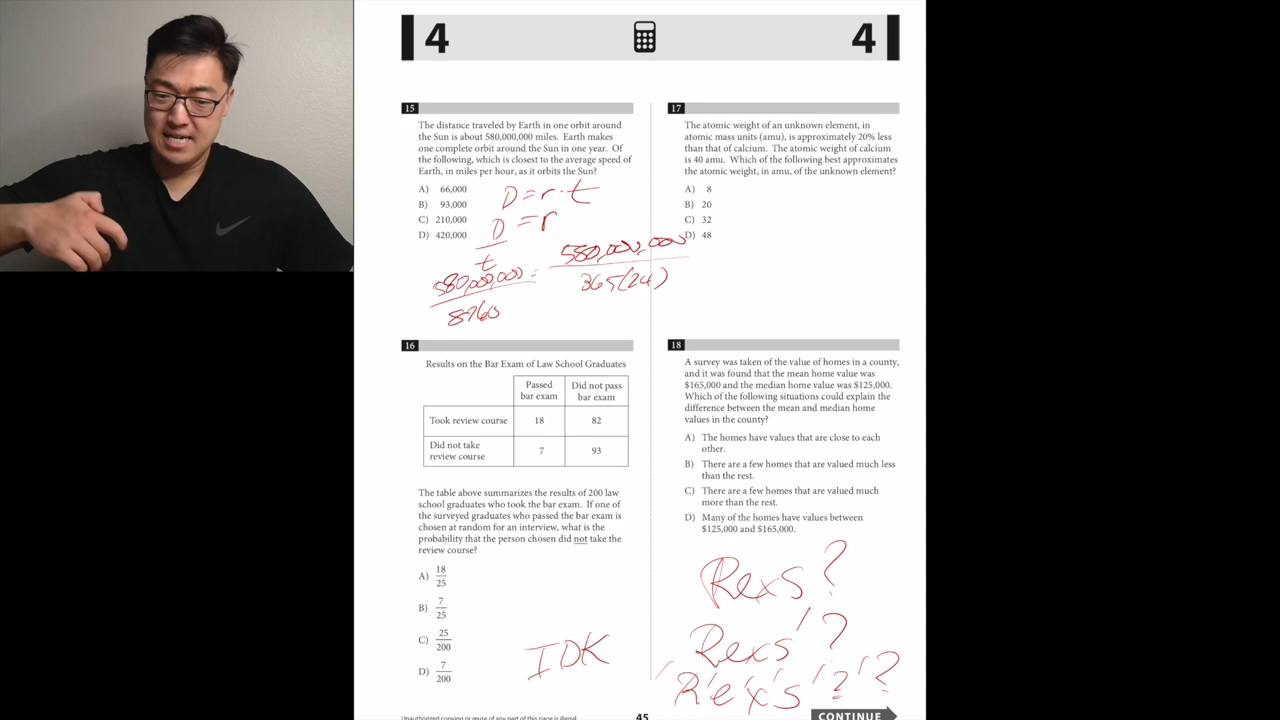 4
4
15
The distance traveled by Earth in one orbit around
the Sun is about 580,000,000 miles. Earth makes
one complete orbit around the Sun in one year. Of
the following, which is closest to the average speed of
Earth, in miles per hour, as it orbits the Sun?
A) 66,000
B) 93,000
C) 210,000
D) 420,000
D = r · t
D = r
t
580,000,000 = 580,000,000
8760 365(24)
16
Results on the Bar Exam of Law School Graduates
Passed bar exam
Did not pass bar exam
Took review course 18 82
Did not take review course 7 93
The table above summarizes the results of 200 law
school graduates who took the bar exam. If one of
the surveyed graduates who passed the bar exam is
chosen at random for an interview, what is the
probability that the person chosen did not take the
review course?
A) 18/25
B) 7/25
C) 25/200
D) 7/200
IDK
17
The atomic weight of an unknown element, in
atomic mass units (amu), is approximately 20% less
than that of calcium. The atomic weight of calcium
is 40 amu. Which of the following best approximates
the atomic weight, in amu, of the unknown element?
A) 8
B) 20
C) 32
D) 48
18
A survey was taken of the value of homes in a county,
and it was found that the mean home value was
$165,000 and the median home value was $125,000.
Which of the following situations could explain the
difference between the mean and median home
values in the county?
A) The homes have values that are close to each
other.
B) There are a few homes that are valued much less
than the rest.
C) There are a few homes that are valued much
more than the rest.
D) Many of the homes have values between
$125,000 and $165,000.
Rexs?
Rexs'?
'R'e'x's'?'?
Unauthorized copying or reuse of any part of this page is illegal.
45
CONTINUE